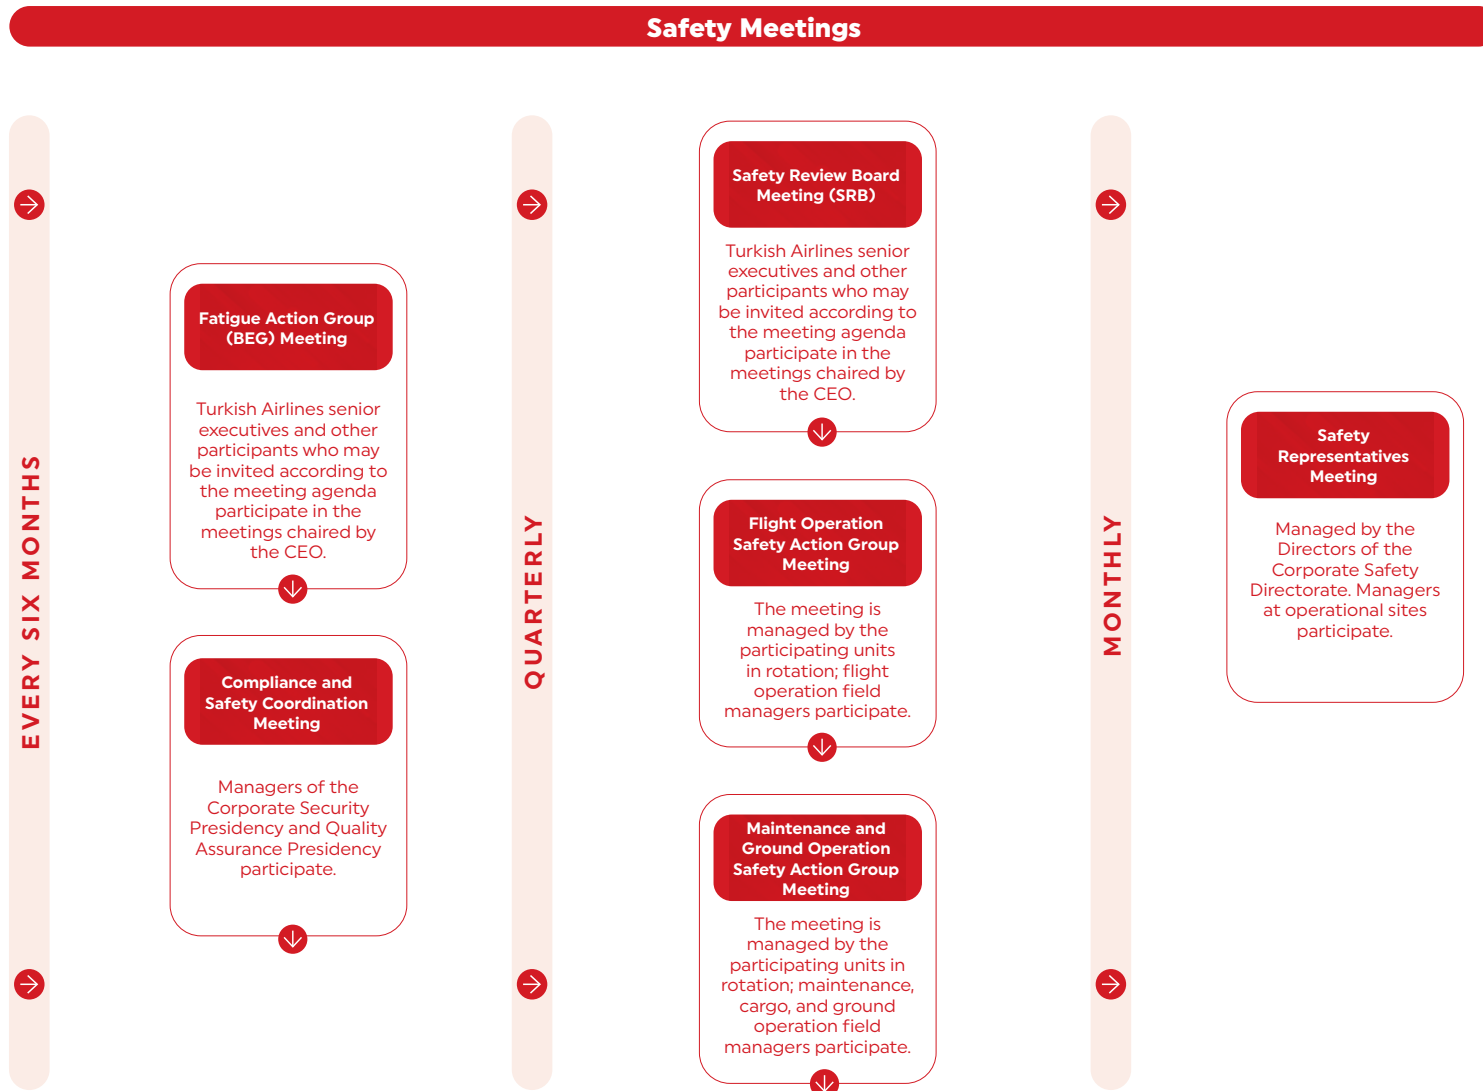 Safety Meetings
EVERY SIX MONTHS
Fatigue Action Group
(BEG) Meeting
Turkish Airlines senior
executives and other
participants who may
be invited according to
the meeting agenda
participate in the
meetings chaired by
the CEO.
Compliance and
Safety Coordination
Meeting
Managers of the
Corporate Security
Presidency and Quality
Assurance Presidency
participate.
QUARTERLY
Safety Review Board
Meeting (SRB)
Turkish Airlines senior
executives and other
participants who may
be invited according to
the meeting agenda
participate in the
meetings chaired by
the CEO.
Flight Operation
Safety Action Group
Meeting
The meeting is
managed by the
participating units
in rotation; flight
operation field
managers participate.
Maintenance and
Ground Operation
Safety Action Group
Meeting
The meeting is
managed by the
participating units in
rotation; maintenance,
cargo, and ground
operation field
managers participate.
MONTHLY
Safety
Representatives
Meeting
Managed by the
Directors of the
Corporate Safety
Directorate. Managers
at operational sites
participate.